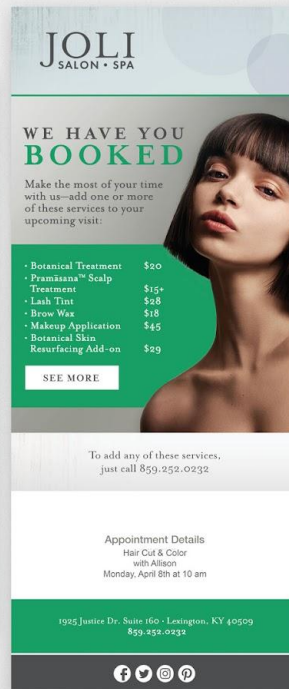 JOLI
SALON • SPA
WE HAVE YOU
BOOKED
Make the most of your time
with us—add one or more
of these services to your
upcoming visit:
• Botanical Treatment $20
• Pramāsana™ Scalp
Treatment $15+
• Lash Tint $28
• Brow Wax $18
• Makeup Application $45
• Botanical Skin
Resurfacing Add-on $29
SEE MORE
To add any of these services,
just call 859.252.0232
Appointment Details
Hair Cut & Color
with Allison
Monday, April 8th at 10 am
1925 Justice Dr. Suite 160 • Lexington, KY 40509
859.252.0232